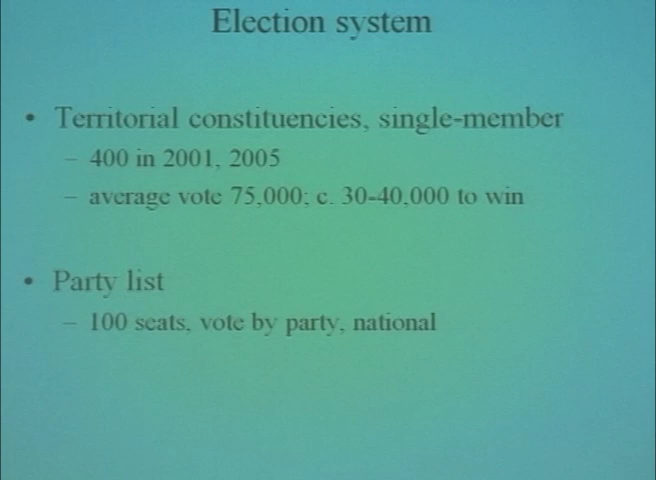 Election system
• Territorial constituencies, single-member
– 400 in 2001, 2005
– average vote 75,000; c. 30-40,000 to win
• Party list
– 100 seats, vote by party, national